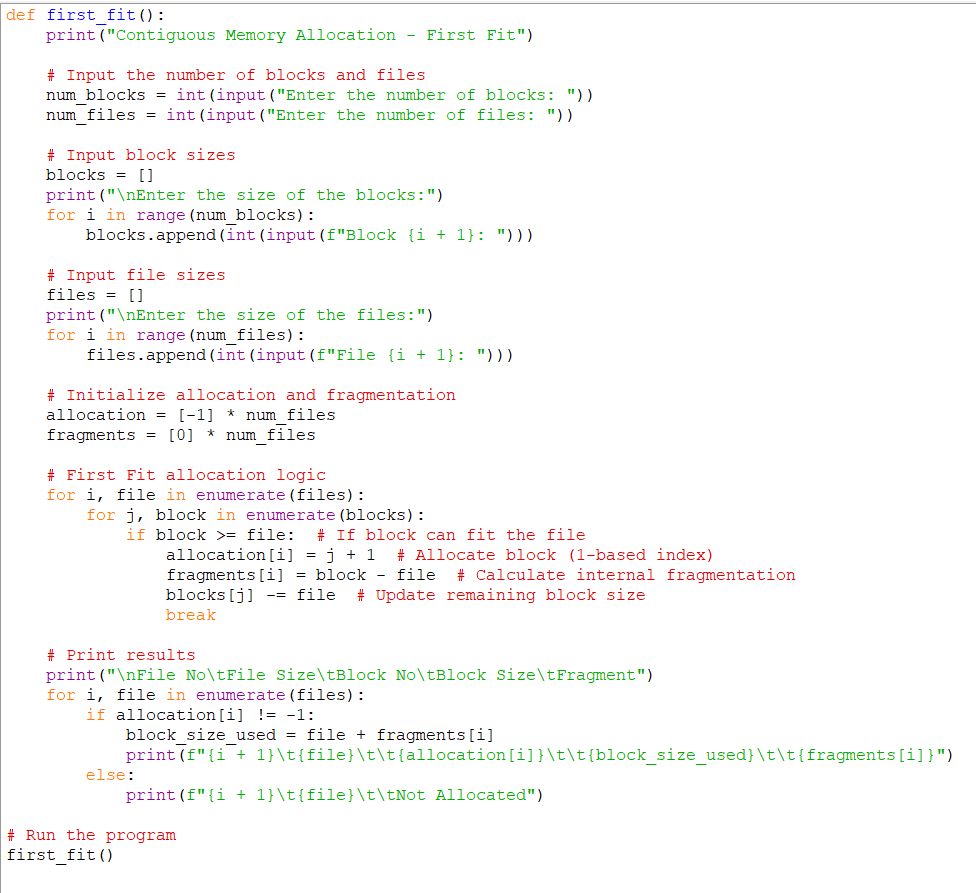 def first_fit():
    print("Contiguous Memory Allocation - First Fit")

    # Input the number of blocks and files
    num_blocks = int(input("Enter the number of blocks: "))
    num_files = int(input("Enter the number of files: "))

    # Input block sizes
    blocks = []
    print("\nEnter the size of the blocks:")
    for i in range(num_blocks):
        blocks.append(int(input(f"Block {i + 1}: ")))

    # Input file sizes
    files = []
    print("\nEnter the size of the files:")
    for i in range(num_files):
        files.append(int(input(f"File {i + 1}: ")))

    # Initialize allocation and fragmentation
    allocation = [-1] * num_files
    fragments = [0] * num_files

    # First Fit allocation logic
    for i, file in enumerate(files):
        for j, block in enumerate(blocks):
            if block >= file:  # If block can fit the file
                allocation[i] = j + 1  # Allocate block (1-based index)
                fragments[i] = block - file  # Calculate internal fragmentation
                blocks[j] -= file  # Update remaining block size
                break

    # Print results
    print("\nFile No\tFile Size\tBlock No\tBlock Size\tFragment")
    for i, file in enumerate(files):
        if allocation[i] != -1:
            block_size_used = file + fragments[i]
            print(f"{i + 1}\t{file}\t\t{allocation[i]}\t\t{block_size_used}\t\t{fragments[i]}")
        else:
            print(f"{i + 1}\t{file}\t\tNot Allocated")

# Run the program
first_fit()